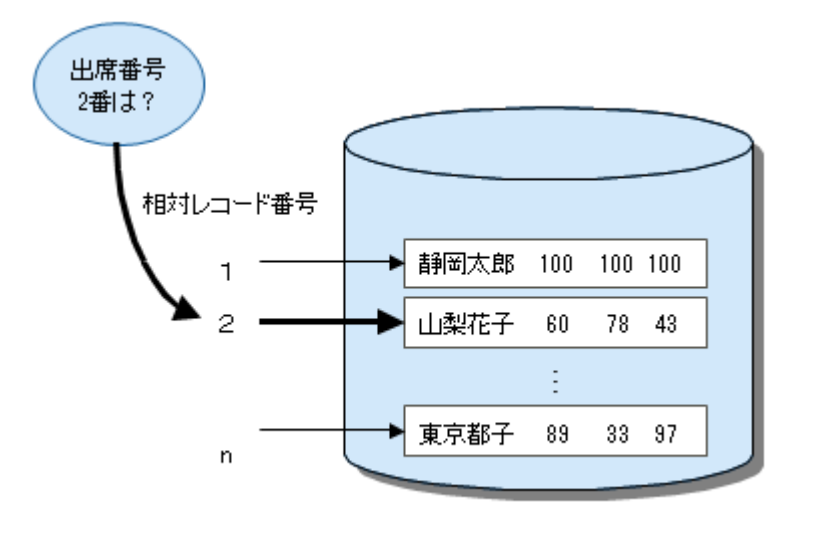 出席番号
2番は？
相対レコード番号
1
静岡太郎 100 100 100
2
山梨花子 60 78 43
⋮
n
東京都子 89 33 97